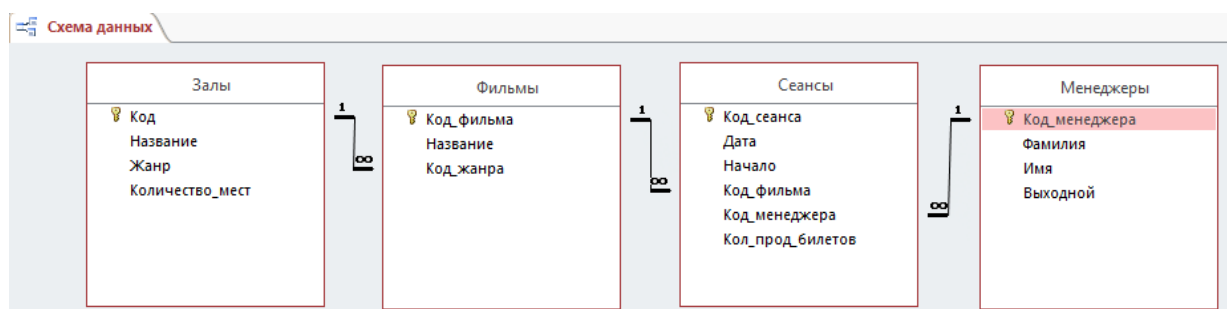 Схема данных
Залы
Код
Название
Жанр
Количество_мест
1
∞
Фильмы
Код_фильма
Название
Код_жанра
1
∞
Сеансы
Код_сеанса
Дата
Начало
Код_фильма
Код_менеджера
Кол_прод_билетов
1
∞
Менеджеры
Код_менеджера
Фамилия
Имя
Выходной